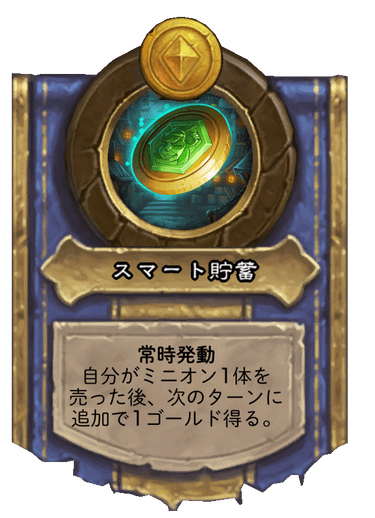 スマート貯蓄
常時発動
自分がミニオン1体を
売った後、次のターンに
追加で1ゴールド得る。